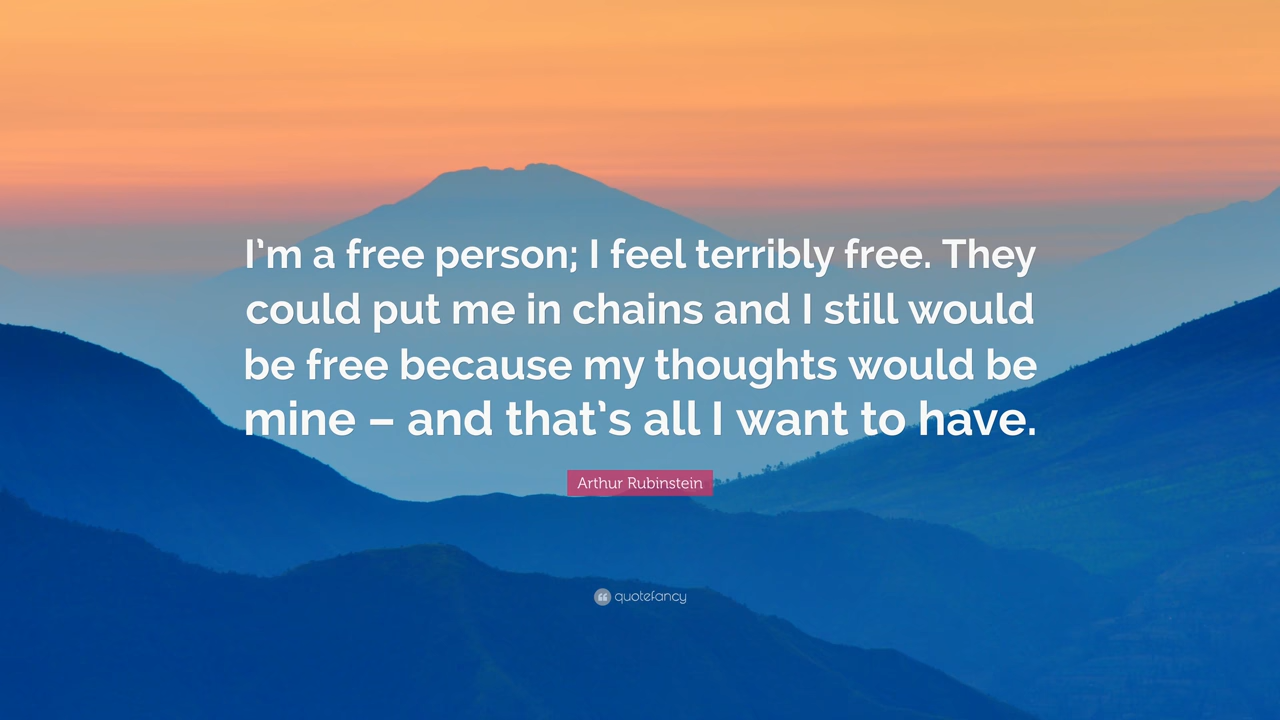 I’m a free person; I feel terribly free. They
could put me in chains and I still would
be free because my thoughts would be
mine – and that’s all I want to have.
Arthur Rubinstein
quotefancy